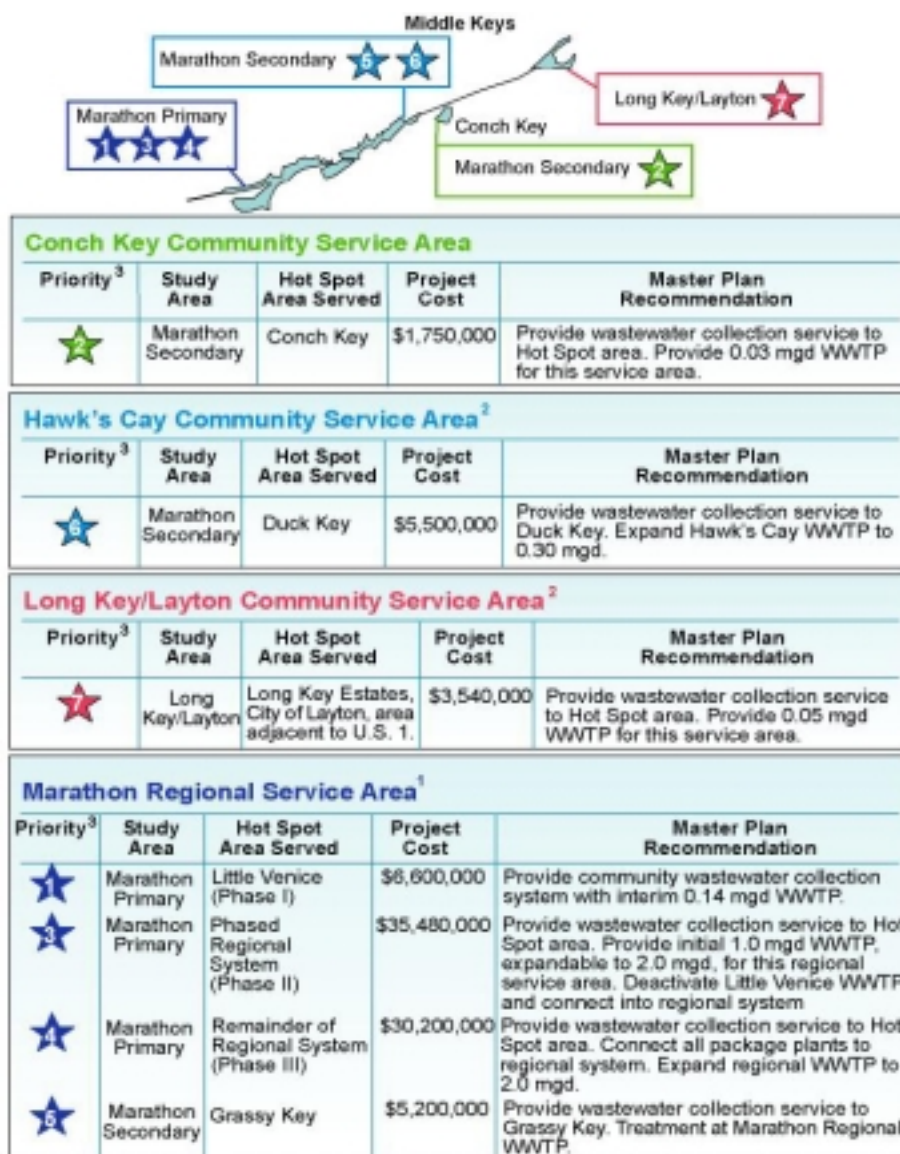 Middle Keys
Marathon Secondary 5 6
Long Key/Layton 7
Marathon Primary
1 3 4
Conch Key
Marathon Secondary 2
Conch Key Community Service Area
Priority3 Study Area Hot Spot Area Served Project Cost Master Plan Recommendation
2 Marathon Secondary Conch Key $1,750,000 Provide wastewater collection service to
Hot Spot area. Provide 0.03 mgd WWTP
for this service area.
Hawk's Cay Community Service Area2
Priority3 Study Area Hot Spot Area Served Project Cost Master Plan Recommendation
6 Marathon Secondary Duck Key $5,500,000 Provide wastewater collection service to
Duck Key. Expand Hawk's Cay WWTP to
0.30 mgd.
Long Key/Layton Community Service Area2
Priority3 Study Area Hot Spot Area Served Project Cost Master Plan Recommendation
7 Long Key/Layton Long Key Estates, City of Layton, area adjacent to U.S. 1. $3,540,000 Provide wastewater collection service
to Hot Spot area. Provide 0.05 mgd
WWTP for this service area.
Marathon Regional Service Area1
Priority3 Study Area Hot Spot Area Served Project Cost Master Plan Recommendation
1 Marathon Primary Little Venice (Phase I) $6,600,000 Provide community wastewater collection
system with interim 0.14 mgd WWTP.
3 Marathon Primary Phased Regional System (Phase II) $35,480,000 Provide wastewater collection service to Hot
Spot area. Provide initial 1.0 mgd WWTP,
expandable to 2.0 mgd, for this regional
service area. Deactivate Little Venice WWTP
and connect into regional system
4 Marathon Primary Remainder of Regional System (Phase III) $30,200,000 Provide wastewater collection service to Hot
Spot area. Connect all package plants to
regional system. Expand regional WWTP to
2.0 mgd.
5 Marathon Secondary Grassy Key $5,200,000 Provide wastewater collection service to
Grassy Key. Treatment at Marathon Regional
WWTP.